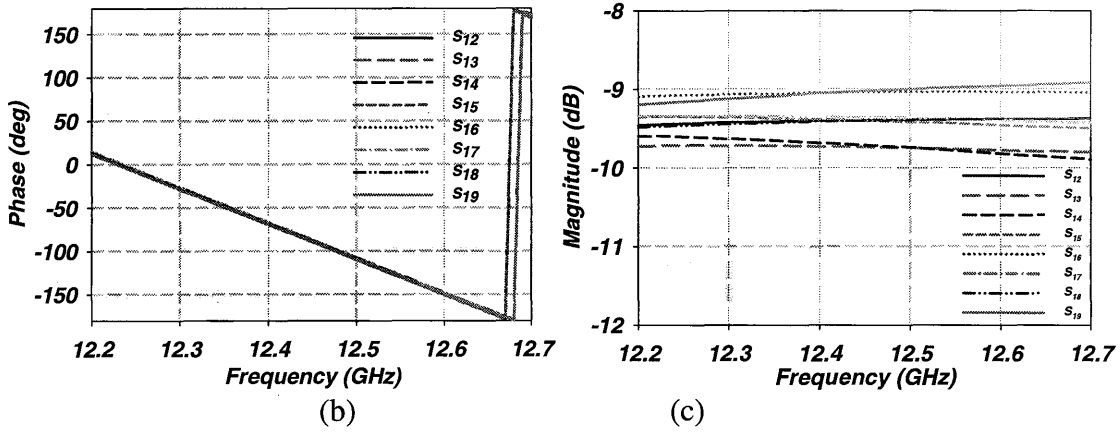 150
100
50
0
-50
-100
-150
Phase (deg)
S12
S13
S14
S15
S16
S17
S18
S19
12.2 12.3 12.4 12.5 12.6 12.7
Frequency (GHz)
(b)
-8
-9
-10
-11
-12
Magnitude (dB)
S12
S13
S14
S15
S16
S17
S18
S19
12.2 12.3 12.4 12.5 12.6 12.7
Frequency (GHz)
(c)